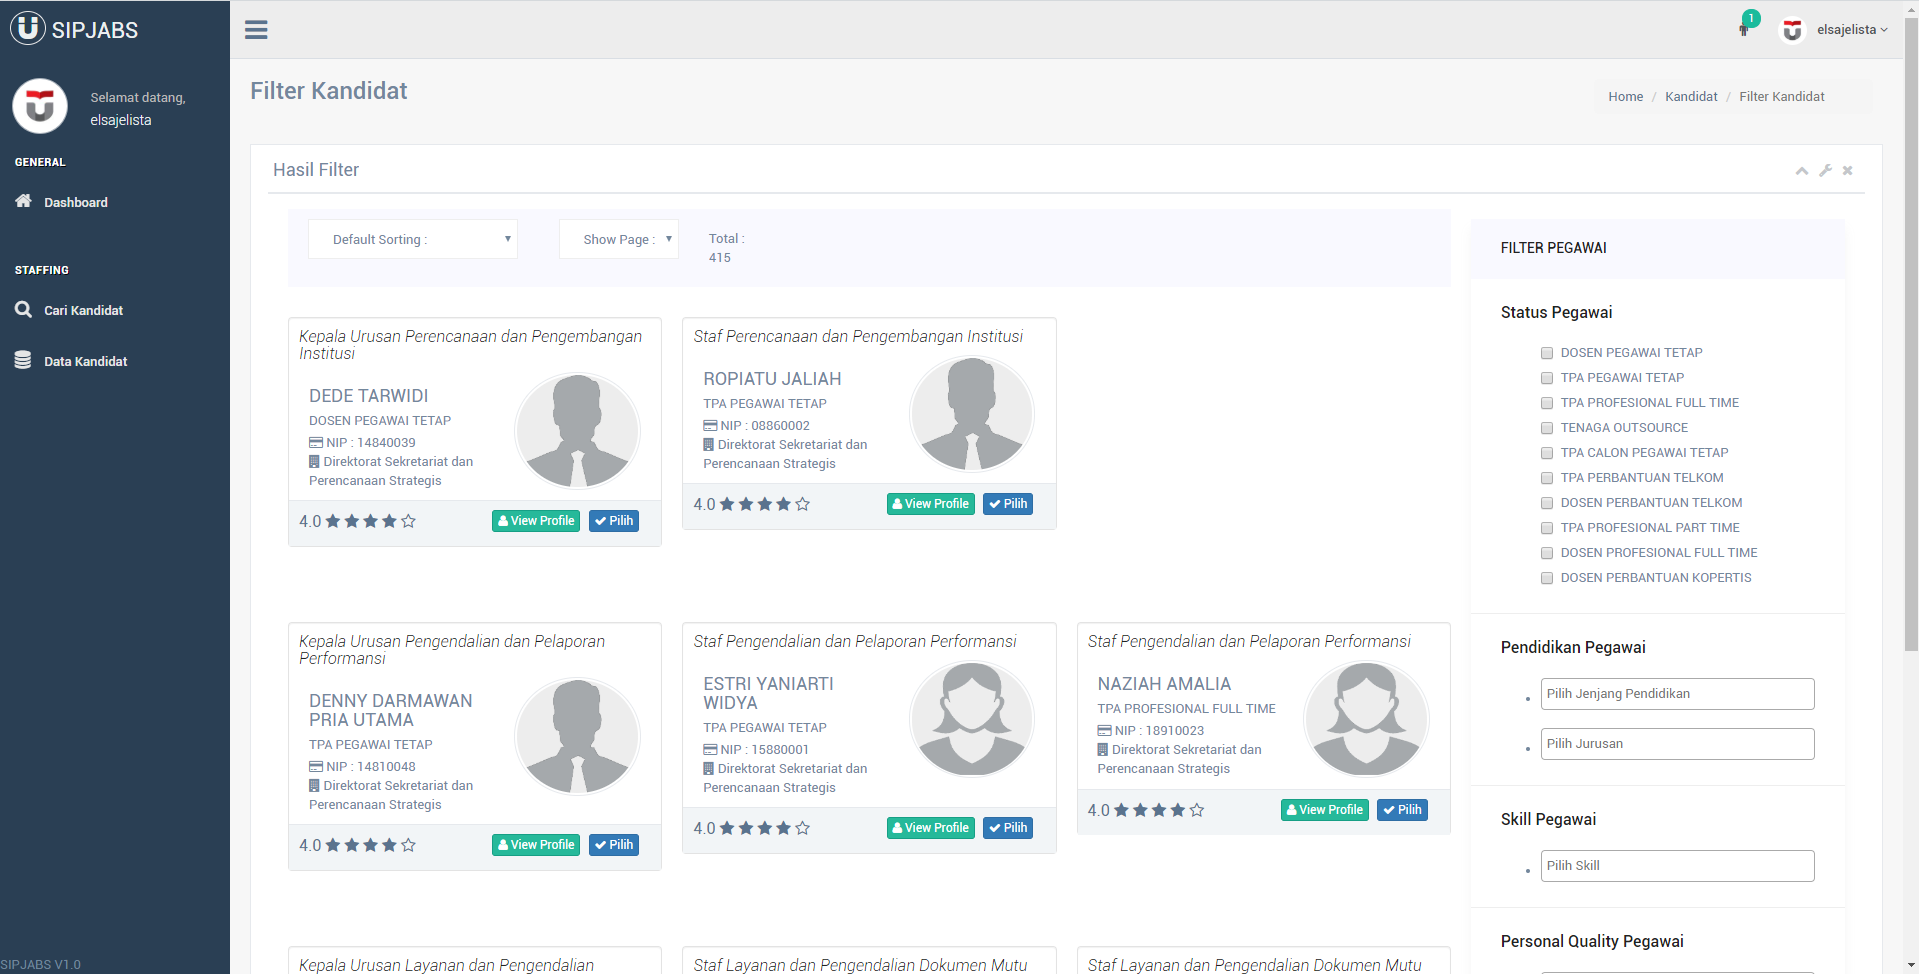 SIPJABS
1
elsajelista
Selamat datang,
elsajelista
GENERAL
Dashboard
STAFFING
Cari Kandidat
Data Kandidat
SIPJABS V1.0
Filter Kandidat
Home / Kandidat / Filter Kandidat
Hasil Filter
Default Sorting :
Show Page :
Total :
415
Kepala Urusan Perencanaan dan Pengembangan
Institusi
DEDE TARWIDI
DOSEN PEGAWAI TETAP
NIP : 14840039
Direktorat Sekretariat dan
Perencanaan Strategis
4.0
View Profile
Pilih
Staf Perencanaan dan Pengembangan Institusi
ROPIATU JALIAH
TPA PEGAWAI TETAP
NIP : 08860002
Direktorat Sekretariat dan
Perencanaan Strategis
4.0
View Profile
Pilih
Kepala Urusan Pengendalian dan Pelaporan
Performansi
DENNY DARMAWAN
PRIA UTAMA
TPA PEGAWAI TETAP
NIP : 14810048
Direktorat Sekretariat dan
Perencanaan Strategis
4.0
View Profile
Pilih
Staf Pengendalian dan Pelaporan Performansi
ESTRI YANIARTI
WIDYA
TPA PEGAWAI TETAP
NIP : 15880001
Direktorat Sekretariat dan
Perencanaan Strategis
4.0
View Profile
Pilih
Staf Pengendalian dan Pelaporan Performansi
NAZIAH AMALIA
TPA PROFESIONAL FULL TIME
NIP : 18910023
Direktorat Sekretariat dan
Perencanaan Strategis
4.0
View Profile
Pilih
Kepala Urusan Layanan dan Pengendalian
Staf Layanan dan Pengendalian Dokumen Mutu
Staf Layanan dan Pengendalian Dokumen Mutu
FILTER PEGAWAI
Status Pegawai
DOSEN PEGAWAI TETAP
TPA PEGAWAI TETAP
TPA PROFESIONAL FULL TIME
TENAGA OUTSOURCE
TPA CALON PEGAWAI TETAP
TPA PERBANTUAN TELKOM
DOSEN PERBANTUAN TELKOM
TPA PROFESIONAL PART TIME
DOSEN PROFESIONAL FULL TIME
DOSEN PERBANTUAN KOPERTIS
Pendidikan Pegawai
Pilih Jenjang Pendidikan
Pilih Jurusan
Skill Pegawai
Pilih Skill
Personal Quality Pegawai